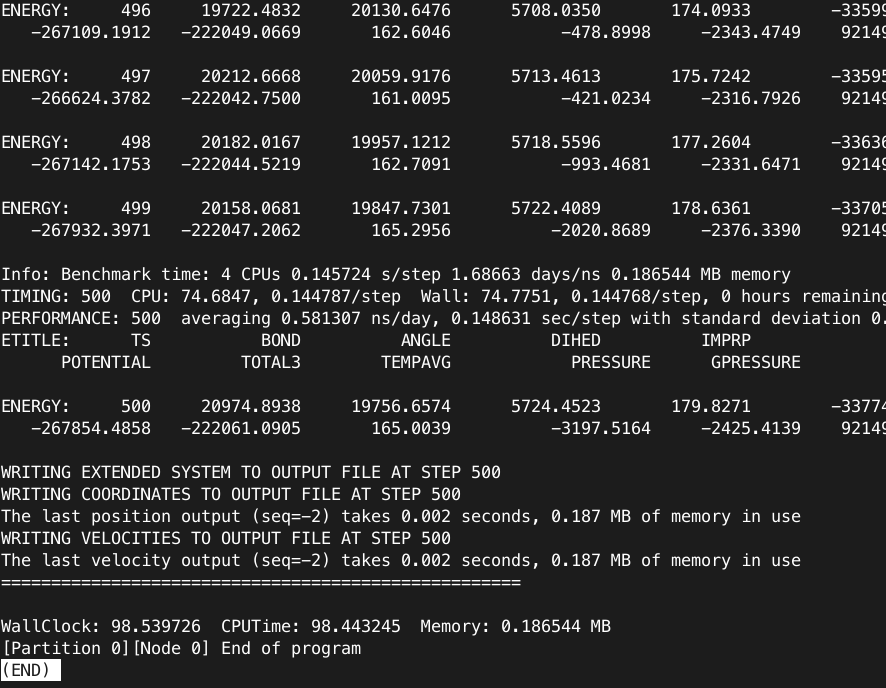 ENERGY: 496 19722.4832 20130.6476 5708.0350 174.0933 -33599
-267109.1912 -222049.0669 162.6046 -478.8998 -2343.4749 92149
ENERGY: 497 20212.6668 20059.9176 5713.4613 175.7242 -33595
-266624.3782 -222042.7500 161.0095 -421.0234 -2316.7926 92149
ENERGY: 498 20182.0167 19957.1212 5718.5596 177.2604 -33636
-267142.1753 -222044.5219 162.7091 -993.4681 -2331.6471 92149
ENERGY: 499 20158.0681 19847.7301 5722.4089 178.6361 -33705
-267932.3971 -222047.2062 165.2956 -2020.8689 -2376.3390 92149
Info: Benchmark time: 4 CPUs 0.145724 s/step 1.68663 days/ns 0.186544 MB memory
TIMING: 500 CPU: 74.6847, 0.144787/step Wall: 74.7751, 0.144768/step, 0 hours remaining
PERFORMANCE: 500 averaging 0.581307 ns/day, 0.148631 sec/step with standard deviation 0.
ETITLE: TS BOND ANGLE DIHED IMPRP
POTENTIAL TOTAL3 TEMPAVG PRESSURE GPRESSURE
ENERGY: 500 20974.8938 19756.6574 5724.4523 179.8271 -33774
-267854.4858 -222061.0905 165.0039 -3197.5164 -2425.4139 92149
WRITING EXTENDED SYSTEM TO OUTPUT FILE AT STEP 500
WRITING COORDINATES TO OUTPUT FILE AT STEP 500
The last position output (seq=-2) takes 0.002 seconds, 0.187 MB of memory in use
WRITING VELOCITIES TO OUTPUT FILE AT STEP 500
The last velocity output (seq=-2) takes 0.002 seconds, 0.187 MB of memory in use
====================================================
WallClock: 98.539726 CPUTime: 98.443245 Memory: 0.186544 MB
[Partition 0][Node 0] End of program
(END)